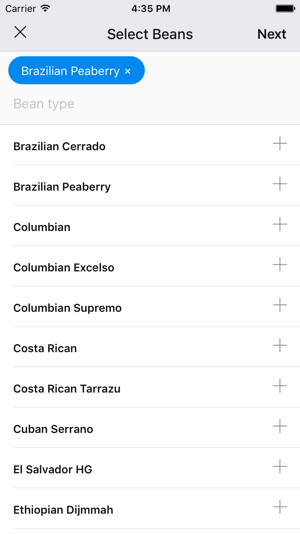 Carrier 4:35 PM
Select Beans Next
Brazilian Peaberry ×
Bean type
Brazilian Cerrado
Brazilian Peaberry
Columbian
Columbian Excelso
Columbian Supremo
Costa Rican
Costa Rican Tarrazu
Cuban Serrano
El Salvador HG
Ethiopian Dijmmah